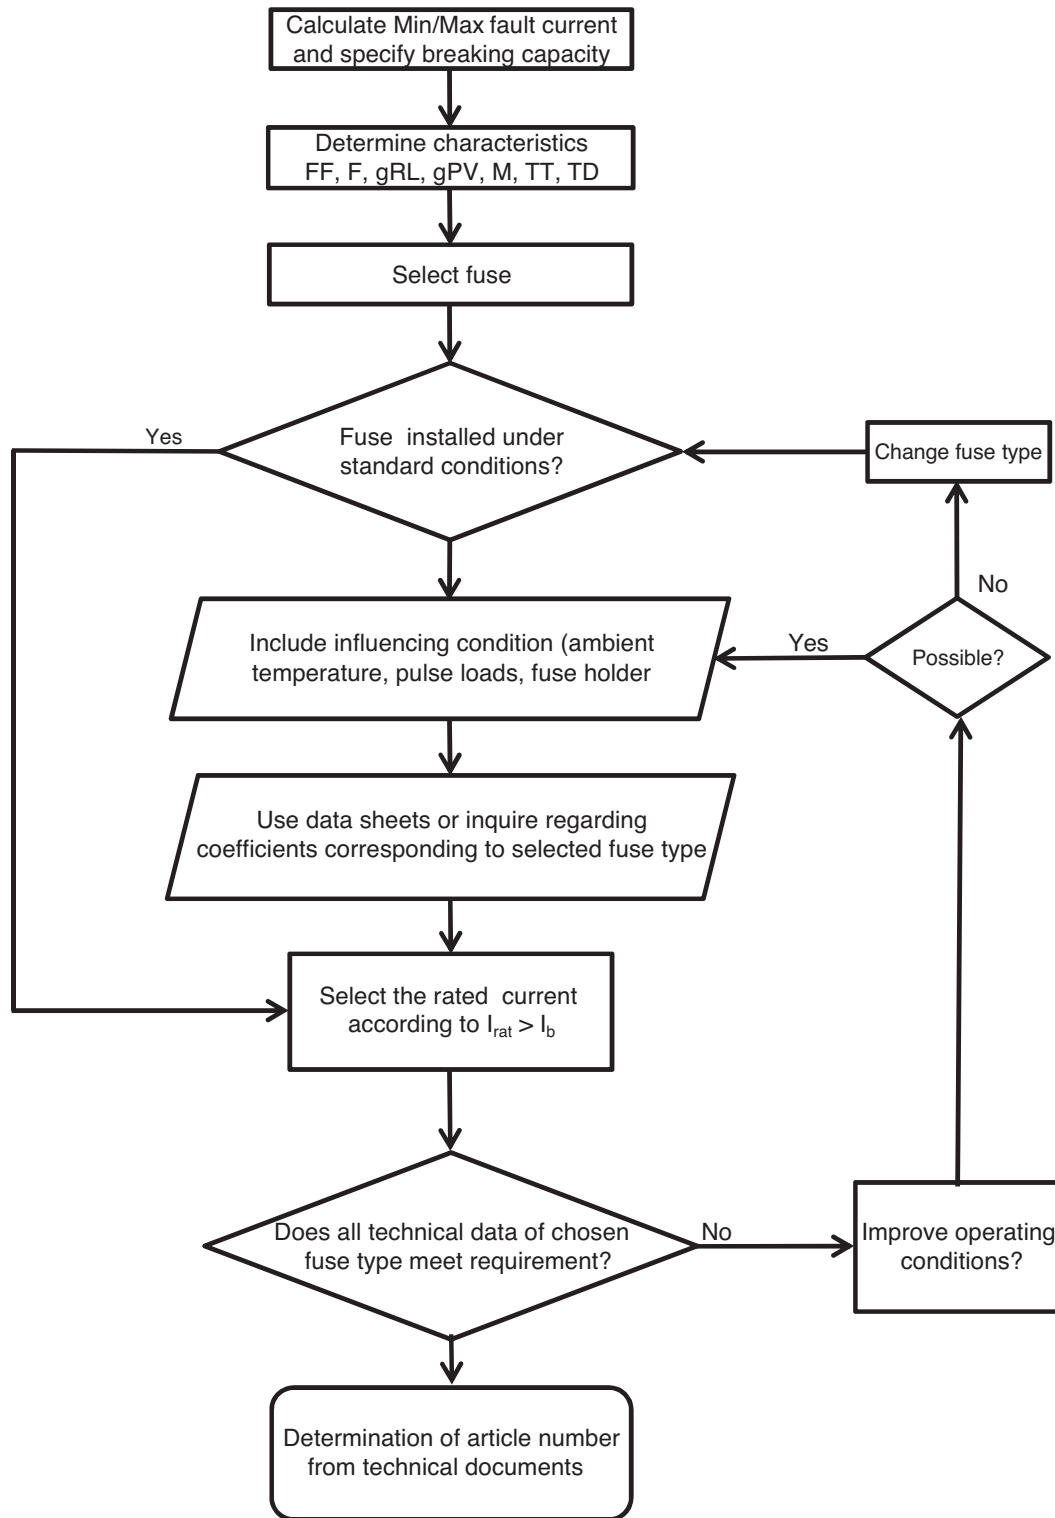 Calculate Min/Max fault current
and specify breaking capacity
Determine characteristics
FF, F, gRL, gPV, M, TT, TD
Select fuse
Yes
Fuse installed under
standard conditions?
Change fuse type
No
Include influencing condition (ambient
temperature, pulse loads, fuse holder
Yes
Possible?
Use data sheets or inquire regarding
coefficients corresponding to selected fuse type
Select the rated current
according to Irat > Ib
Does all technical data of chosen
fuse type meet requirement?
No
Improve operating
conditions?
Determination of article number
from technical documents